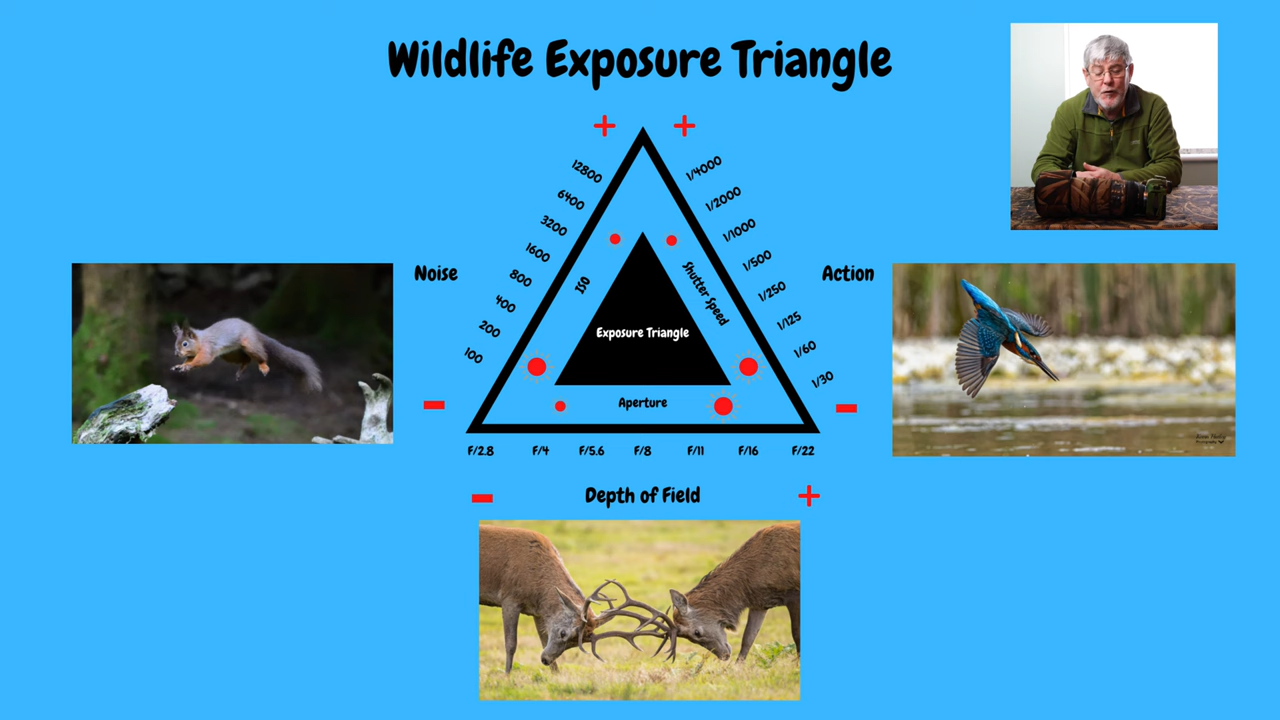 Wildlife Exposure Triangle
+ +
12800
6400
3200
1600
800
400
200
100
1/4000
1/2000
1/1000
1/500
1/250
1/125
1/60
1/30
Noise
Action
ISO
Shutter Speed
Exposure Triangle
Aperture
- -
F/2.8 F/4 F/5.6 F/8 F/11 F/16 F/22
- Depth of Field +